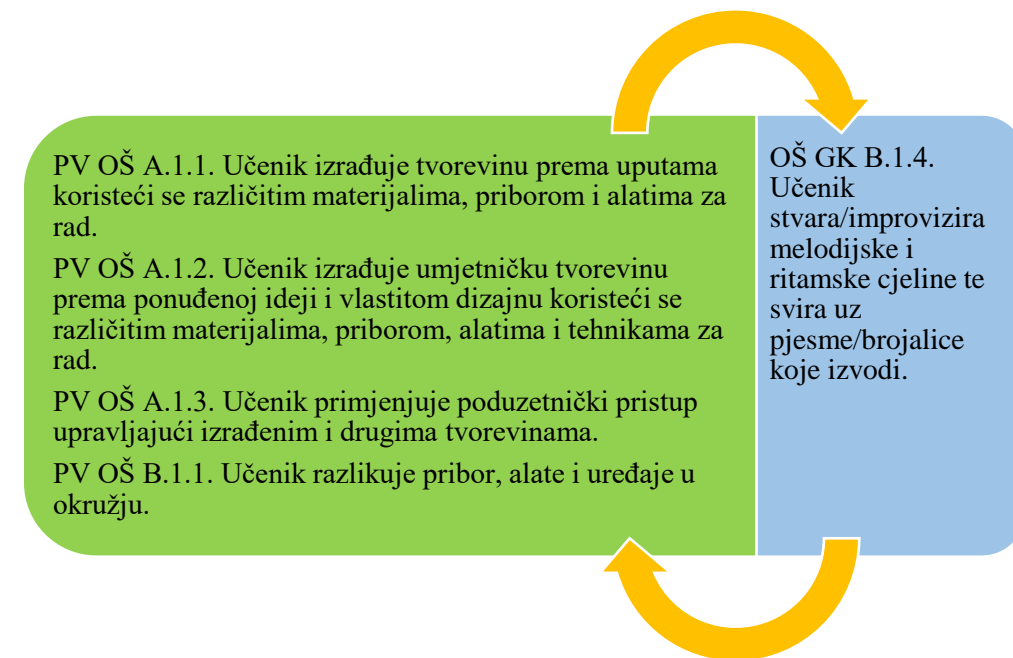 PV OŠ A.1.1. Učenik izrađuje tvorevinu prema uputama
koristeći se različitim materijalima, priborom i alatima za
rad.
PV OŠ A.1.2. Učenik izrađuje umjetničku tvorevinu
prema ponuđenoj ideji i vlastitom dizajnu koristeći se
različitim materijalima, priborom, alatima i tehnikama za
rad.
PV OŠ A.1.3. Učenik primjenjuje poduzetnički pristup
upravljajući izrađenim i drugima tvorevinama.
PV OŠ B.1.1. Učenik razlikuje pribor, alate i uređaje u
okružju.
OŠ GK B.1.4.
Učenik
stvara/improvizira
melodijske i
ritamske cjeline te
svira uz
pjesme/brojalice
koje izvodi.